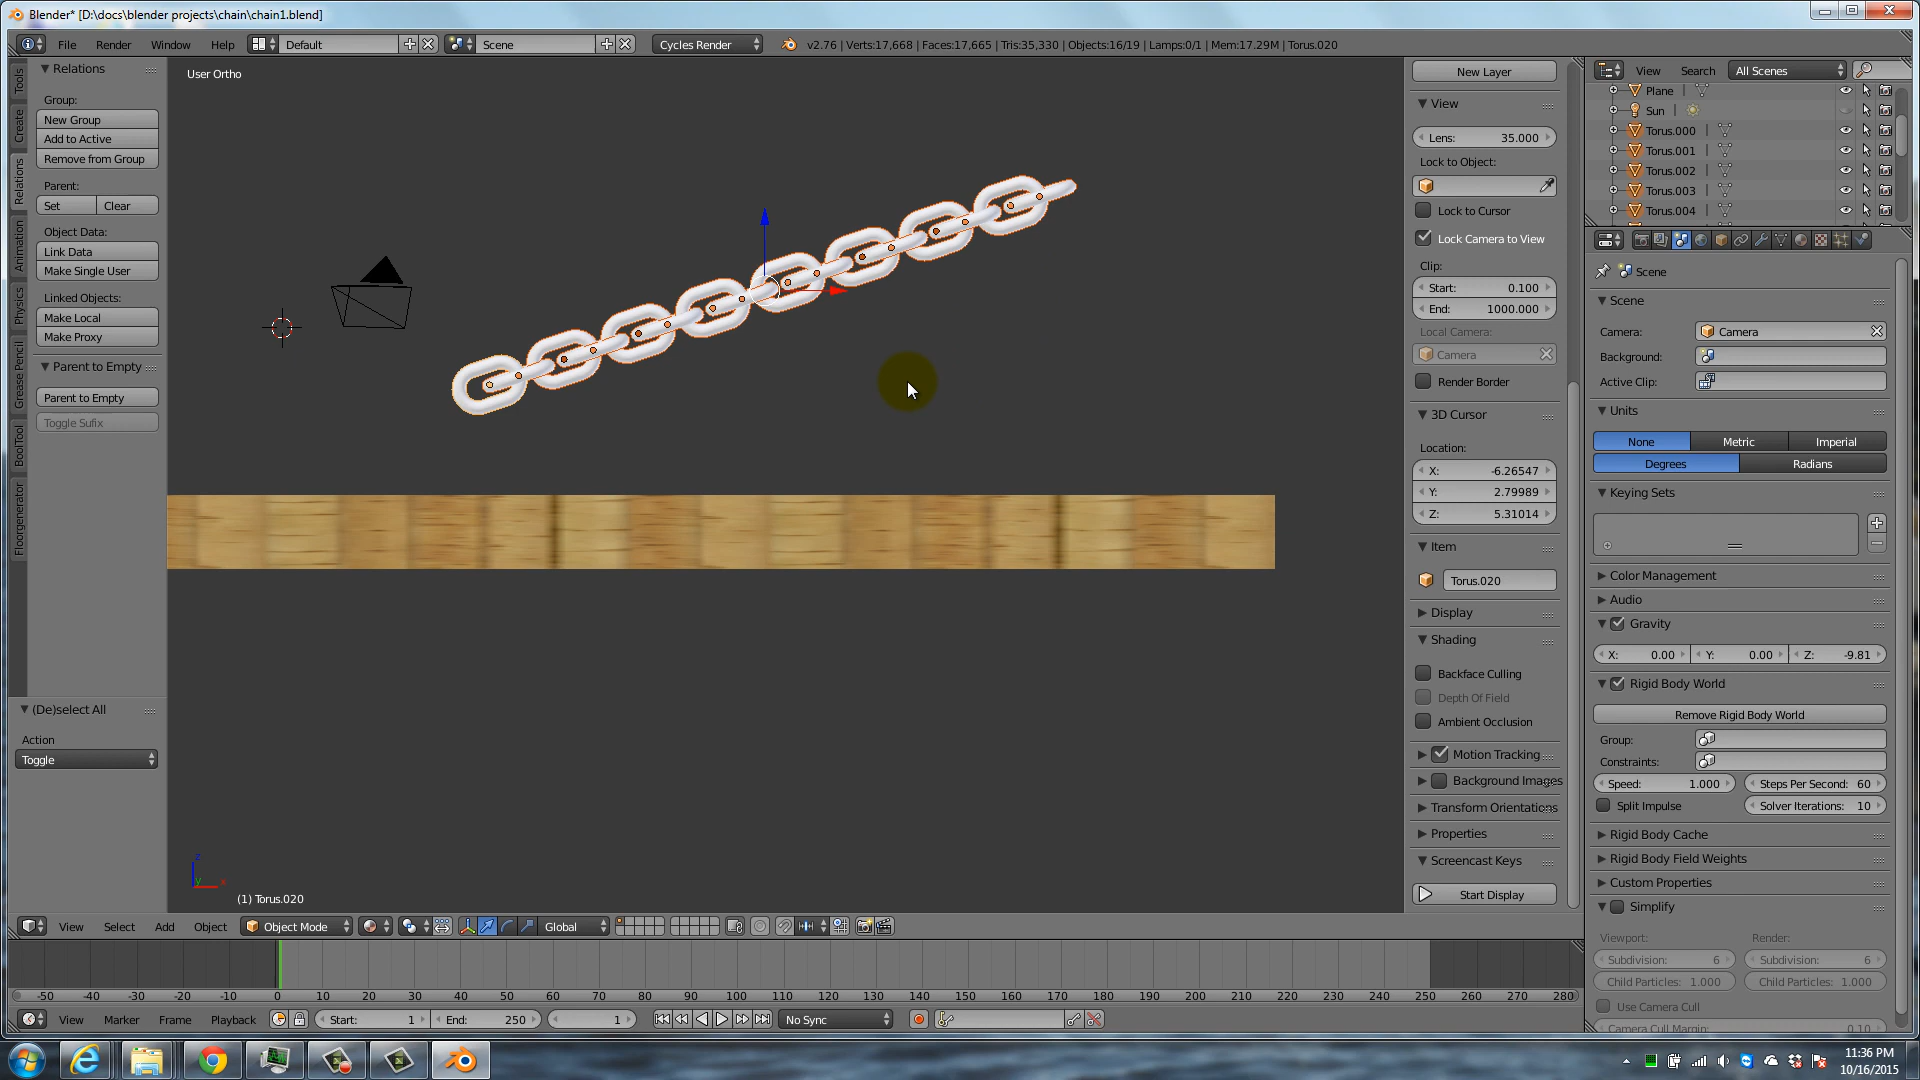 Blender* [D:\docs\blender projects\chain\chain1.blend]
File Render Window Help Default Scene Cycles Render v2.76 | Verts:17,668 | Faces:17,665 | Tris:35,330 | Objects:16/19 | Lamps:0/1 | Mem:17.29M | Torus.020
Tools
Create
Relations
Animation
Physics
Grease Pencil
BoolTool
Floorgenerator
Relations
Group:
New Group
Add to Active
Remove from Group
Parent:
Set Clear
Object Data:
Link Data
Make Single User
Linked Objects:
Make Local
Make Proxy
Parent to Empty
Parent to Empty
Toggle Sufix
(De)select All
Action
Toggle
User Ortho
z
y x
(1) Torus.020
New Layer
View
Lens: 35.000
Lock to Object:
Lock to Cursor
Lock Camera to View
Clip:
Start: 0.100
End: 1000.000
Local Camera:
Camera
Render Border
3D Cursor
Location:
X: -6.26547
Y: 2.79989
Z: 5.31014
Item
Torus.020
Display
Shading
Backface Culling
Depth Of Field
Ambient Occlusion
Motion Tracking
Background Images
Transform Orientations
Properties
Screencast Keys
Start Display
View Search All Scenes
Plane
Sun
Torus.000
Torus.001
Torus.002
Torus.003
Torus.004
Scene
Scene
Camera: Camera
Background:
Active Clip:
Units
None Metric Imperial
Degrees Radians
Keying Sets
Color Management
Audio
Gravity
X: 0.00 Y: 0.00 Z: -9.81
Rigid Body World
Remove Rigid Body World
Group:
Constraints:
Speed: 1.000 Steps Per Second: 60
Split Impulse Solver Iterations: 10
Rigid Body Cache
Rigid Body Field Weights
Custom Properties
Simplify
Viewport: Render:
Subdivision: 6 Subdivision: 6
Child Particles: 1.000 Child Particles: 1.000
Use Camera Cull
Camera Cull Margin: 0.10
View Select Add Object Object Mode Global
-50 -40 -30 -20 -10 0 10 20 30 40 50 60 70 80 90 100 110 120 130 140 150 160 170 180 190 200 210 220 230 240 250 260 270 280
View Marker Frame Playback Start: 1 End: 250 1 No Sync
11:36 PM
10/16/2015